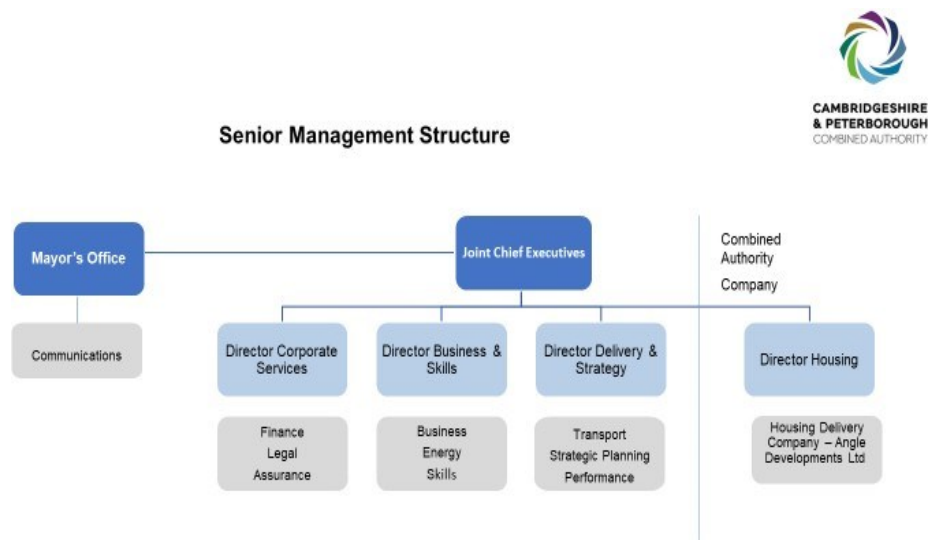 CAMBRIDGESHIRE
& PETERBOROUGH
COMBINED AUTHORITY
Senior Management Structure
Mayor's Office
Joint Chief Executives
Combined
Authority
Company
Communications
Director Corporate
Services
Director Business &
Skills
Director Delivery &
Strategy
Director Housing
Finance
Legal
Assurance
Business
Energy
Skills
Transport
Strategic Planning
Performance
Housing Delivery
Company – Angle
Developments Ltd